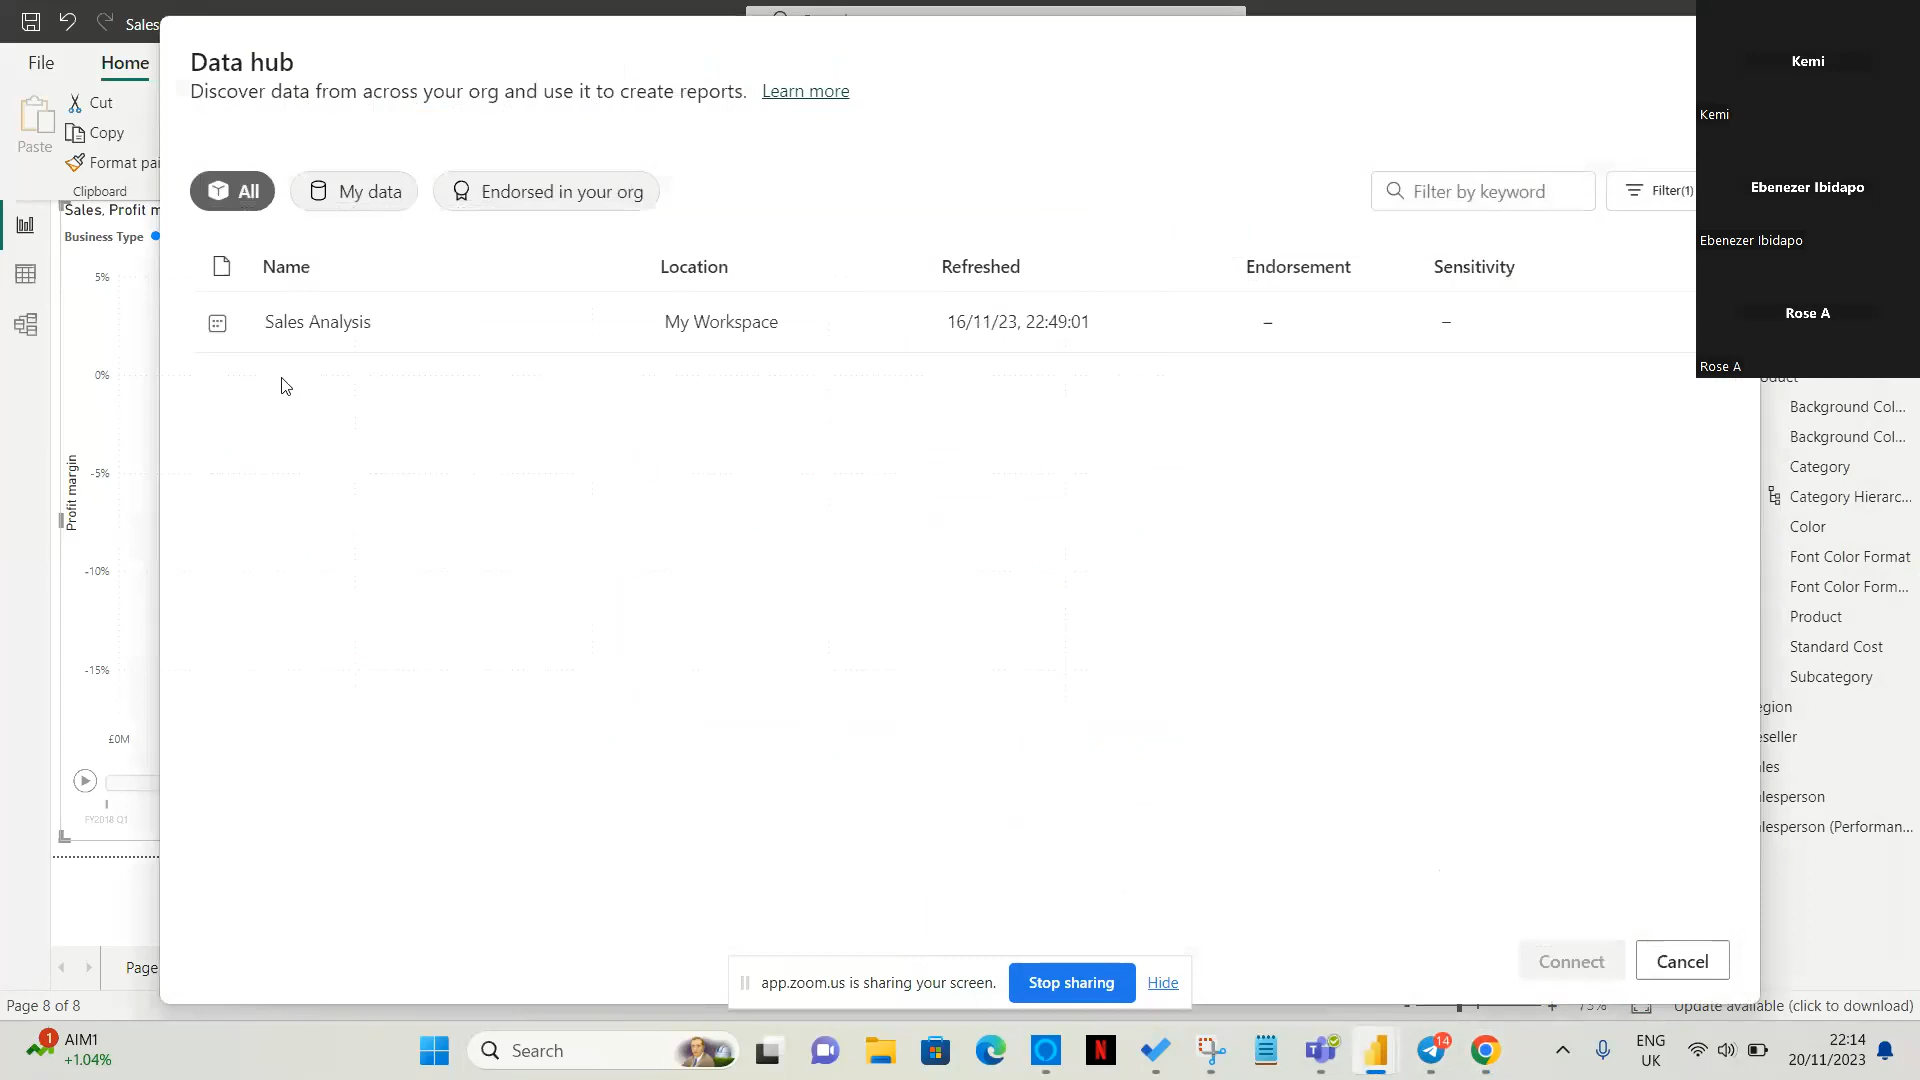 Sales
File
Home
Cut
Copy
Paste
Format pai
Clipboard
Data hub
Discover data from across your org and use it to create reports. Learn more
All
My data
Endorsed in your org
Filter by keyword
Filter(1)
Name
Location
Refreshed
Endorsement
Sensitivity
Sales Analysis
My Workspace
16/11/23, 22:49:01
–
–
Kemi
Kemi
Ebenezer Ibidapo
Ebenezer Ibidapo
Rose A
Rose A
Sales, Profit m
Business Type
5%
0%
-5%
-10%
-15%
Profit margin
£0M
FY2018 Q1
oduct
Background Col...
Background Col...
Category
Category Hierarc...
Color
Font Color Format
Font Color Form...
Product
Standard Cost
Subcategory
egion
eseller
les
lesperson
lesperson (Performan...
Connect
Cancel
app.zoom.us is sharing your screen.
Stop sharing
Hide
Page
Page 8 of 8
- + 75%
Update available (click to download)
1
AIM1
+1.04%
Search
N
14
ENG
UK
22:14
20/11/2023